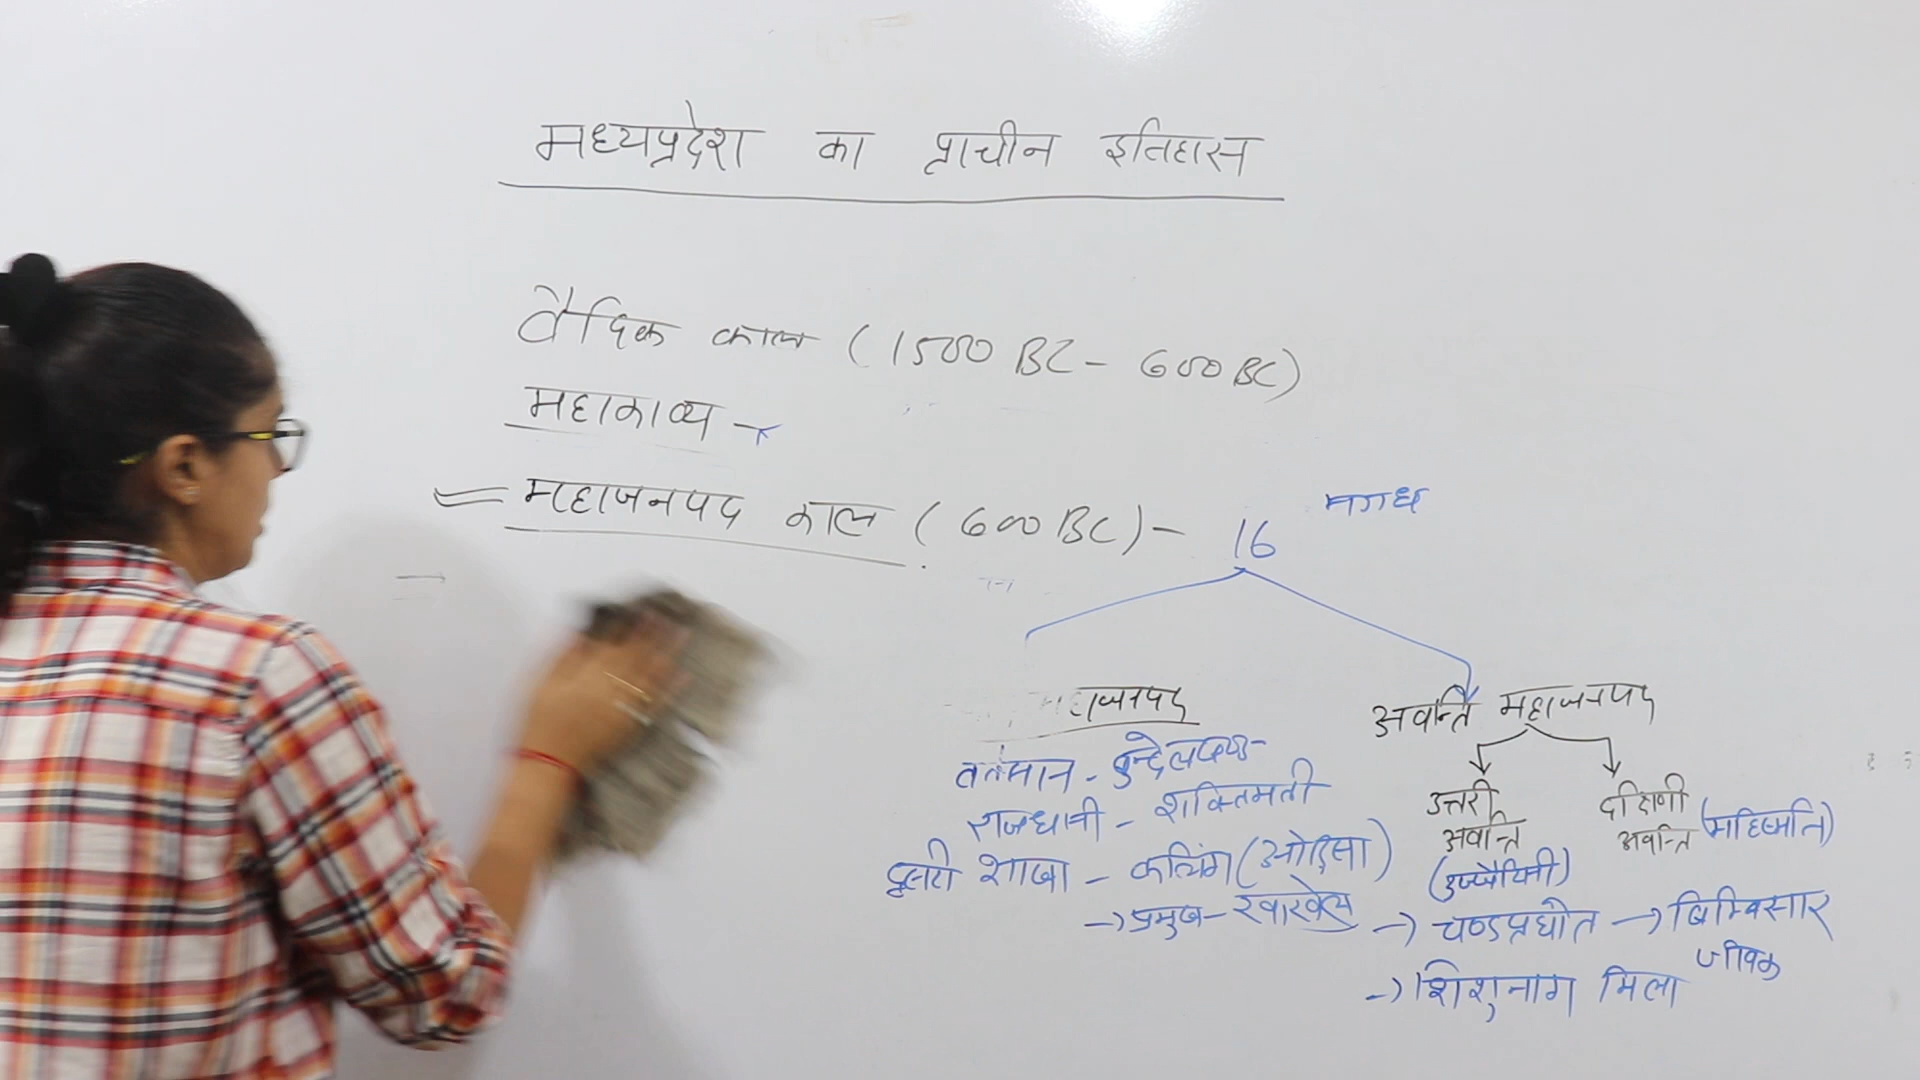 मध्यप्रदेश का प्राचीन इतिहास
वैदिक काल (1500 BC - 600 BC)
महाकाव्य -
महाजनपद काल (600 BC) - 16 मगध
हाजनपद
वर्तमान - बुन्देलखण्ड
राजधानी - शक्तिमती
दूसरी शाखा - कलिंग (ओडिसा)
→ प्रमुख - खारवेल
अवन्ति महाजनपद
उत्तरी अवन्ति (उज्जैयिनी)
दक्षिणी अवन्ति (महिष्मति)
→ चण्डप्रघोत → बिम्बिसार
जीवक
→ शिशुनाग मिला